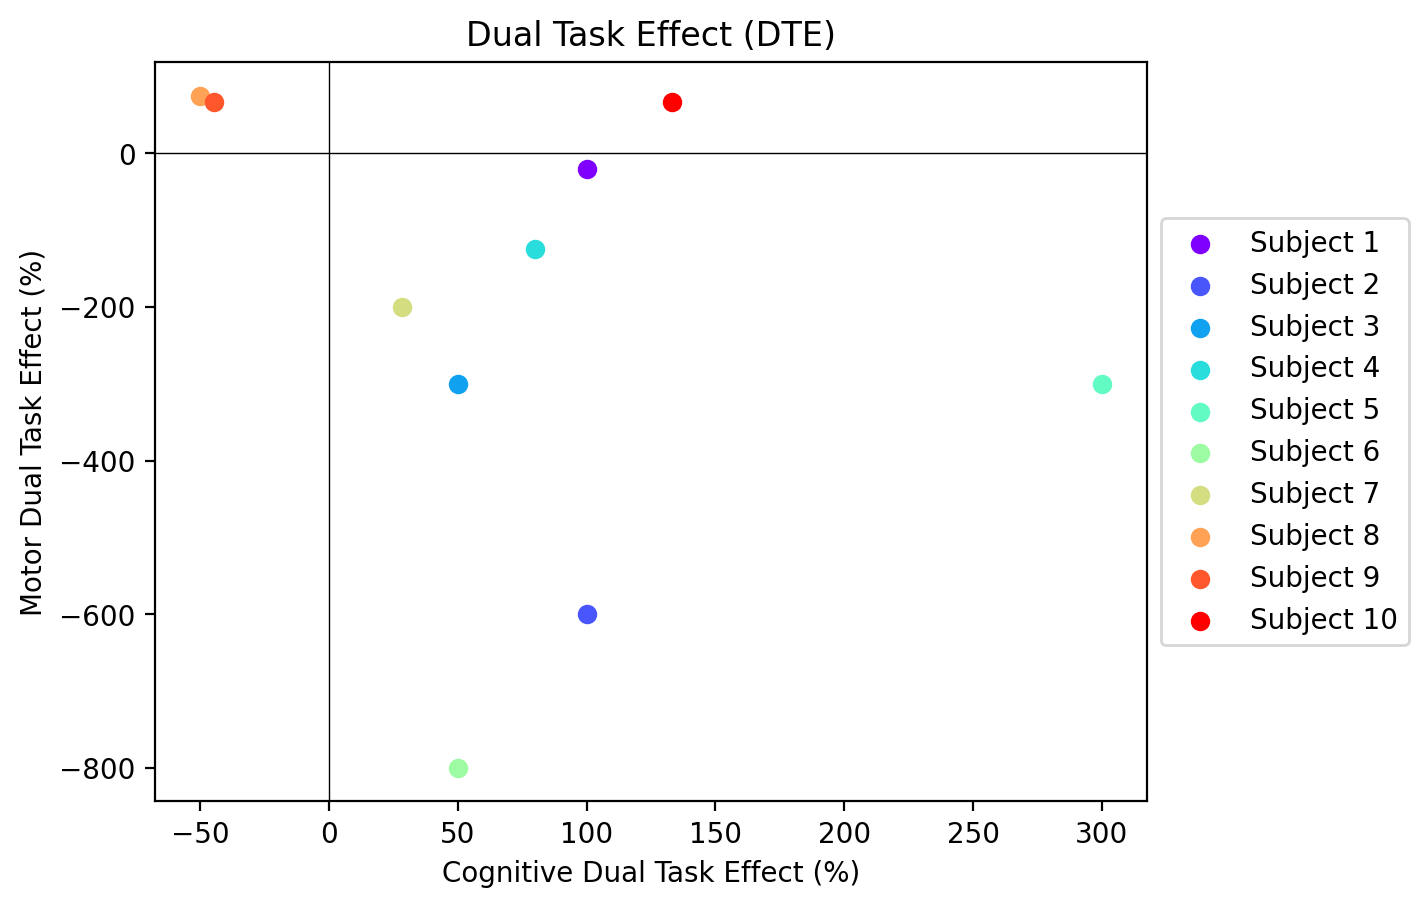 Dual Task Effect (DTE)
0
−200
−400
−600
−800
Motor Dual Task Effect (%)
−50
0
50
100
150
200
250
300
Cognitive Dual Task Effect (%)
Subject 1
Subject 2
Subject 3
Subject 4
Subject 5
Subject 6
Subject 7
Subject 8
Subject 9
Subject 10